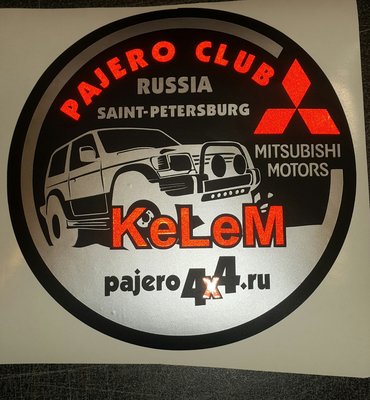 PAJERO CLUB
RUSSIA
SAINT-PETERSBURG
MITSUBISHI
MOTORS
KeLeM
pajero4x4.ru